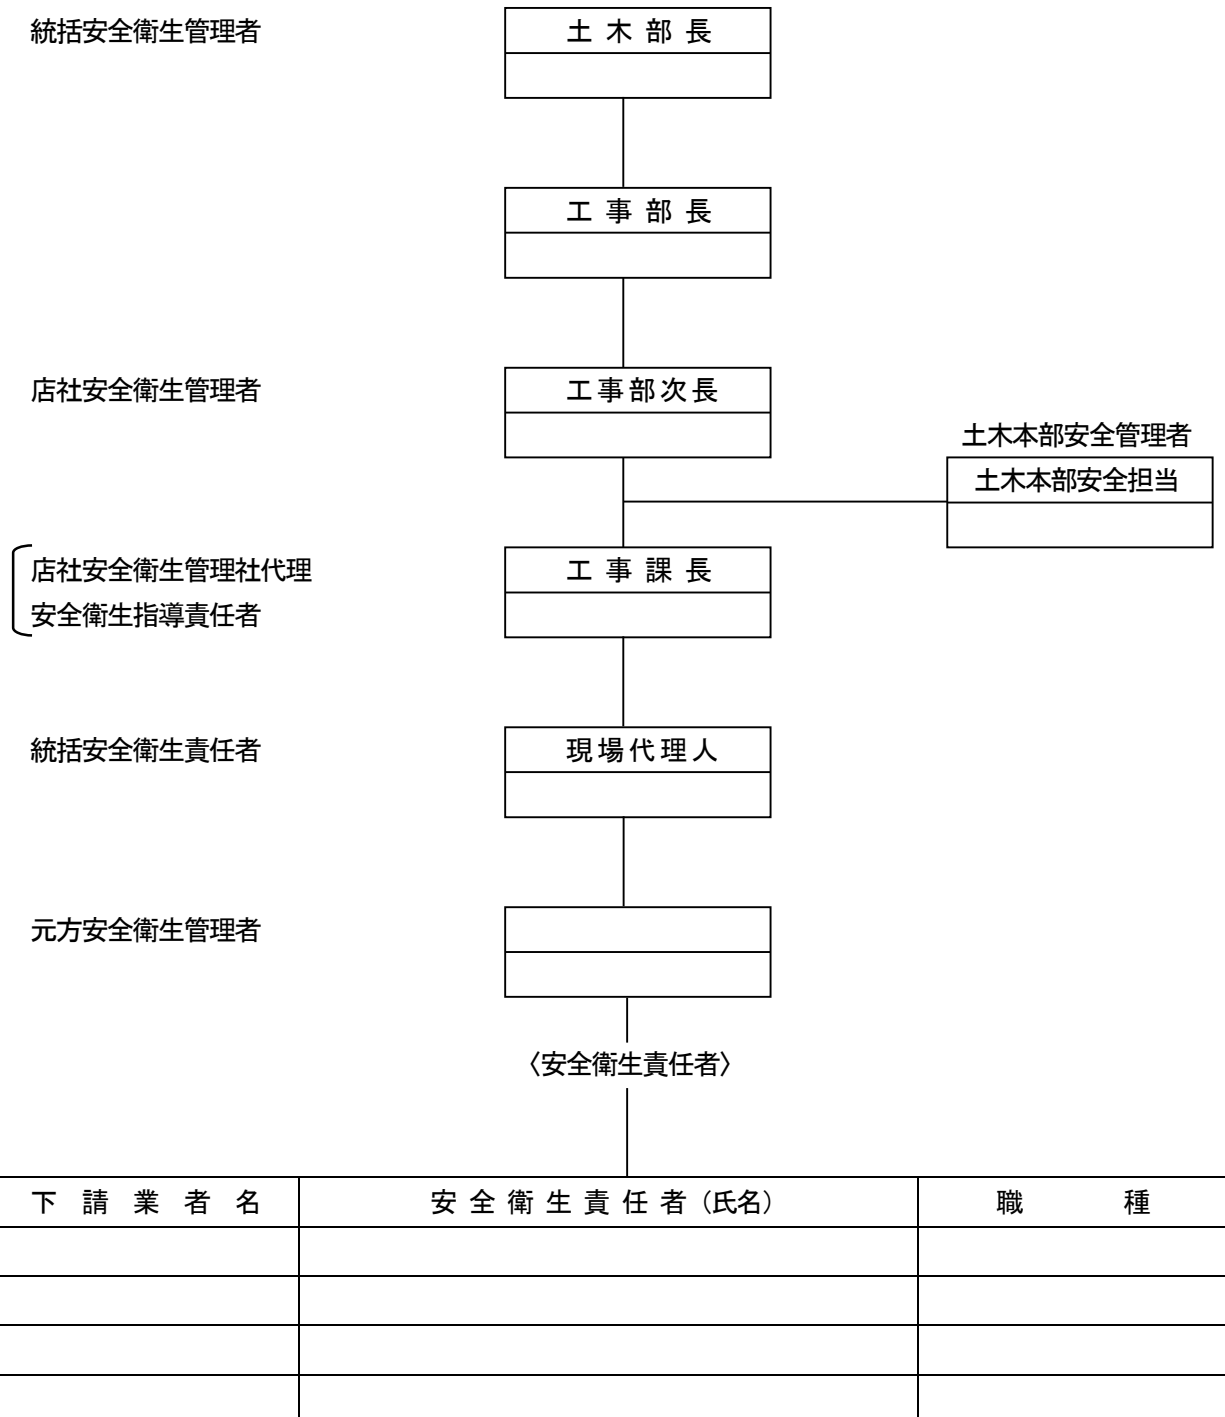 統括安全衛生管理者
土木部長
工事部長
店社安全衛生管理者
工事部次長
土木本部安全管理者
土木本部安全担当
店社安全衛生管理社代理
安全衛生指導責任者
工事課長
統括安全衛生責任者
現場代理人
元方安全衛生管理者
〈安全衛生責任者〉
下請業者名 安全衛生責任者（氏名） 職種